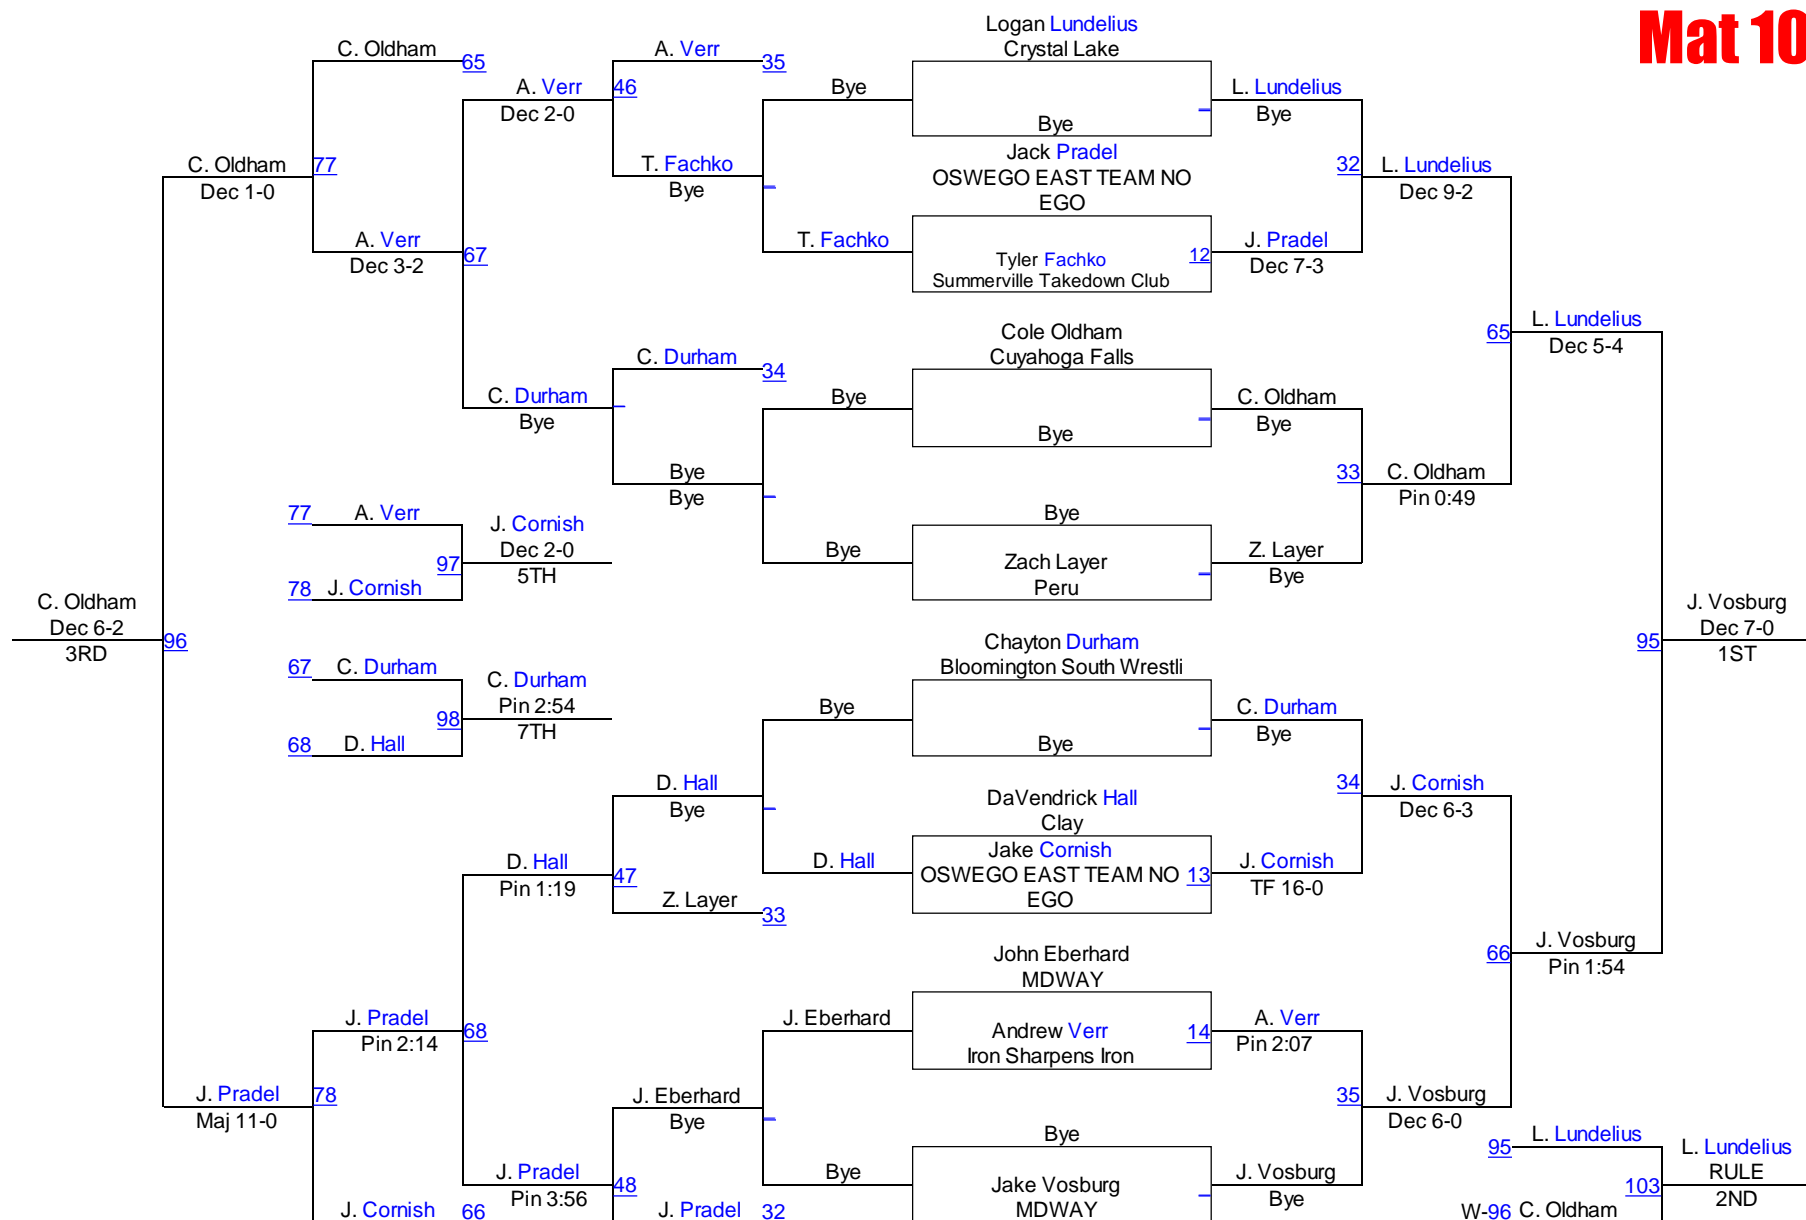 Mat 10
Logan Lundelius
Crystal Lake
C. Oldham
65
A. Verr
35
A. Verr
46
Dec 2-0
Bye
Bye
L. Lundelius
Bye
C. Oldham
77
Dec 1-0
T. Fachko
Bye
Jack Pradel
OSWEGO EAST TEAM NO
EGO
32
L. Lundelius
Dec 9-2
A. Verr
67
Dec 3-2
T. Fachko
Tyler Fachko
Summerville Takedown Club
12
J. Pradel
Dec 7-3
Cole Oldham
Cuyahoga Falls
65
L. Lundelius
Dec 5-4
C. Durham
34
C. Durham
Bye
Bye
Bye
C. Oldham
Bye
Bye
Bye
33
C. Oldham
Pin 0:49
77
A. Verr
J. Cornish
Dec 2-0
5TH
97
78
J. Cornish
Bye
Bye
Zach Layer
Peru
Z. Layer
Bye
C. Oldham
Dec 6-2
3RD
96
95
J. Vosburg
Dec 7-0
1ST
Chayton Durham
Bloomington South Wrestli
67
C. Durham
C. Durham
Pin 2:54
7TH
98
68
D. Hall
Bye
Bye
C. Durham
Bye
D. Hall
Bye
DaVendrick Hall
Clay
34
J. Cornish
Dec 6-3
D. Hall
Pin 1:19
47
Z. Layer
33
D. Hall
Jake Cornish
OSWEGO EAST TEAM NO
EGO
13
J. Cornish
TF 16-0
66
J. Vosburg
Pin 1:54
John Eberhard
MDWAY
J. Pradel
68
Pin 2:14
J. Eberhard
Andrew Verr
Iron Sharpens Iron
14
A. Verr
Pin 2:07
J. Pradel
78
Maj 11-0
J. Eberhard
Bye
35
J. Vosburg
Dec 6-0
Bye
Bye
Jake Vosburg
MDWAY
J. Vosburg
Bye
J. Pradel
48
Pin 3:56
J. Cornish
66
J. Pradel
32
95
L. Lundelius
L. Lundelius
RULE
2ND
103
W-96
C. Oldham